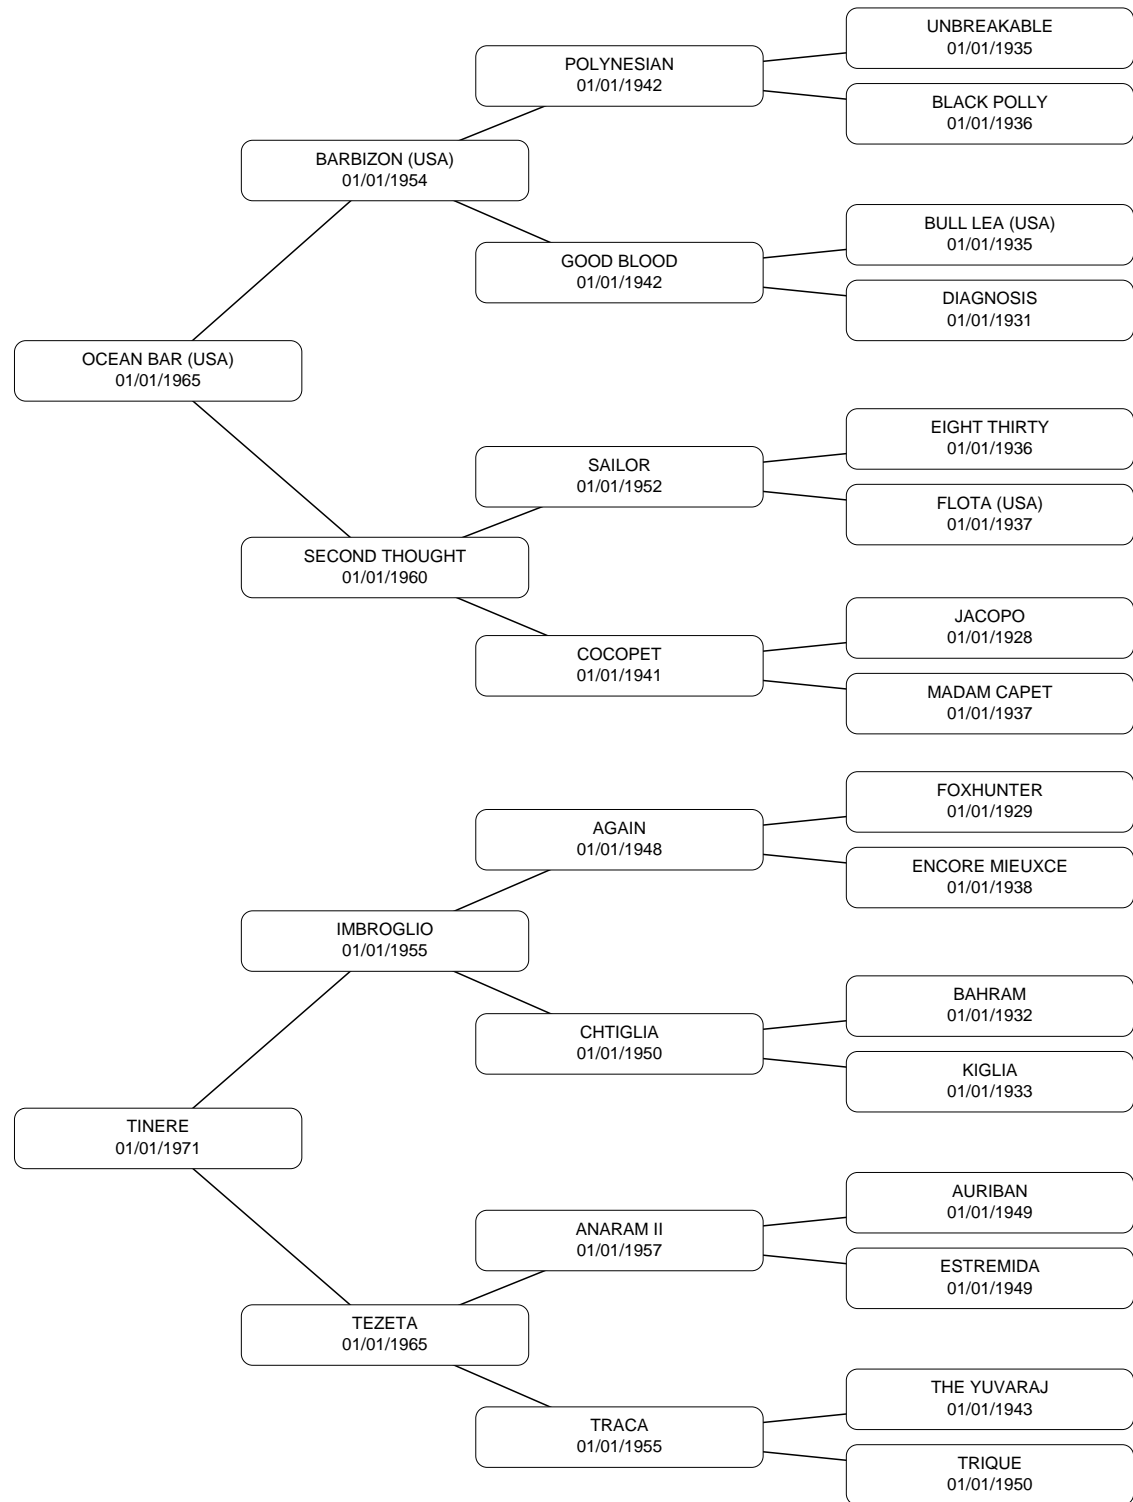 UNBREAKABLE
01/01/1935
POLYNESIAN
01/01/1942
BLACK POLLY
01/01/1936
BARBIZON (USA)
01/01/1954
BULL LEA (USA)
01/01/1935
GOOD BLOOD
01/01/1942
DIAGNOSIS
01/01/1931
OCEAN BAR (USA)
01/01/1965
EIGHT THIRTY
01/01/1936
SAILOR
01/01/1952
FLOTA (USA)
01/01/1937
SECOND THOUGHT
01/01/1960
JACOPO
01/01/1928
COCOPET
01/01/1941
MADAM CAPET
01/01/1937
FOXHUNTER
01/01/1929
AGAIN
01/01/1948
ENCORE MIEUXCE
01/01/1938
IMBROGLIO
01/01/1955
BAHRAM
01/01/1932
CHTIGLIA
01/01/1950
KIGLIA
01/01/1933
TINERE
01/01/1971
AURIBAN
01/01/1949
ANARAM II
01/01/1957
ESTREMIDA
01/01/1949
TEZETA
01/01/1965
THE YUVARAJ
01/01/1943
TRACA
01/01/1955
TRIQUE
01/01/1950